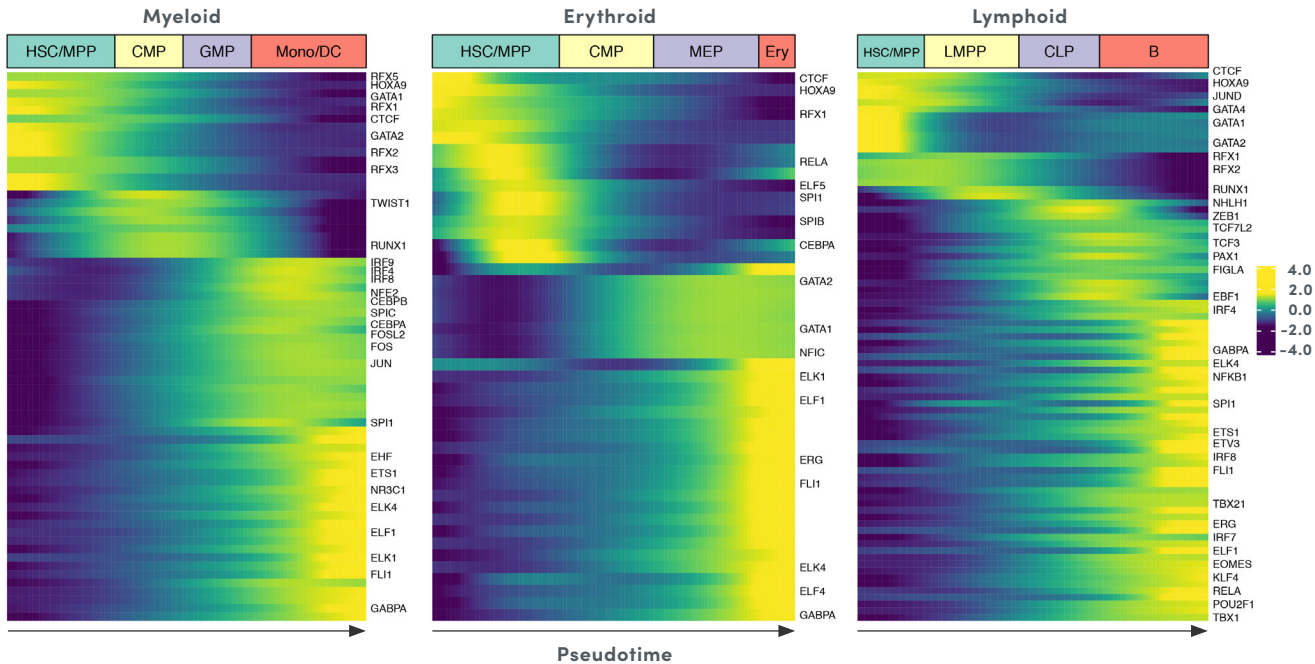 Myeloid
HSC/MPP
CMP
GMP
Mono/DC
RFX5
HOXA9
GATA1
RFX1
CTCF
GATA2
RFX2
RFX3
TWIST1
RUNX1
IRF9
IRF4
IRF8
NFE2
CEBPB
SPIC
CEBPA
FOSL2
FOS
JUN
SPI1
EHF
ETS1
NR3C1
ELK4
ELF1
ELK1
FLI1
GABPA
Erythroid
HSC/MPP
CMP
MEP
Ery
CTCF
HOXA9
RFX1
RELA
ELF5
SPI1
SPIB
CEBPA
GATA2
GATA1
NFIC
ELK1
ELF1
ERG
FLI1
ELK4
ELF4
GABPA
Lymphoid
HSC/MPP
LMPP
CLP
B
CTCF
HOXA9
JUND
GATA4
GATA1
GATA2
RFX1
RFX2
RUNX1
NHLH1
ZEB1
TCF7L2
TCF3
PAX1
FIGLA
EBF1
IRF4
GABPA
ELK4
NFKB1
SPI1
ETS1
ETV3
IRF8
FLI1
TBX21
ERG
IRF7
ELF1
EOMES
KLF4
RELA
POU2F1
TBX1
4.0
2.0
0.0
−2.0
−4.0
Pseudotime